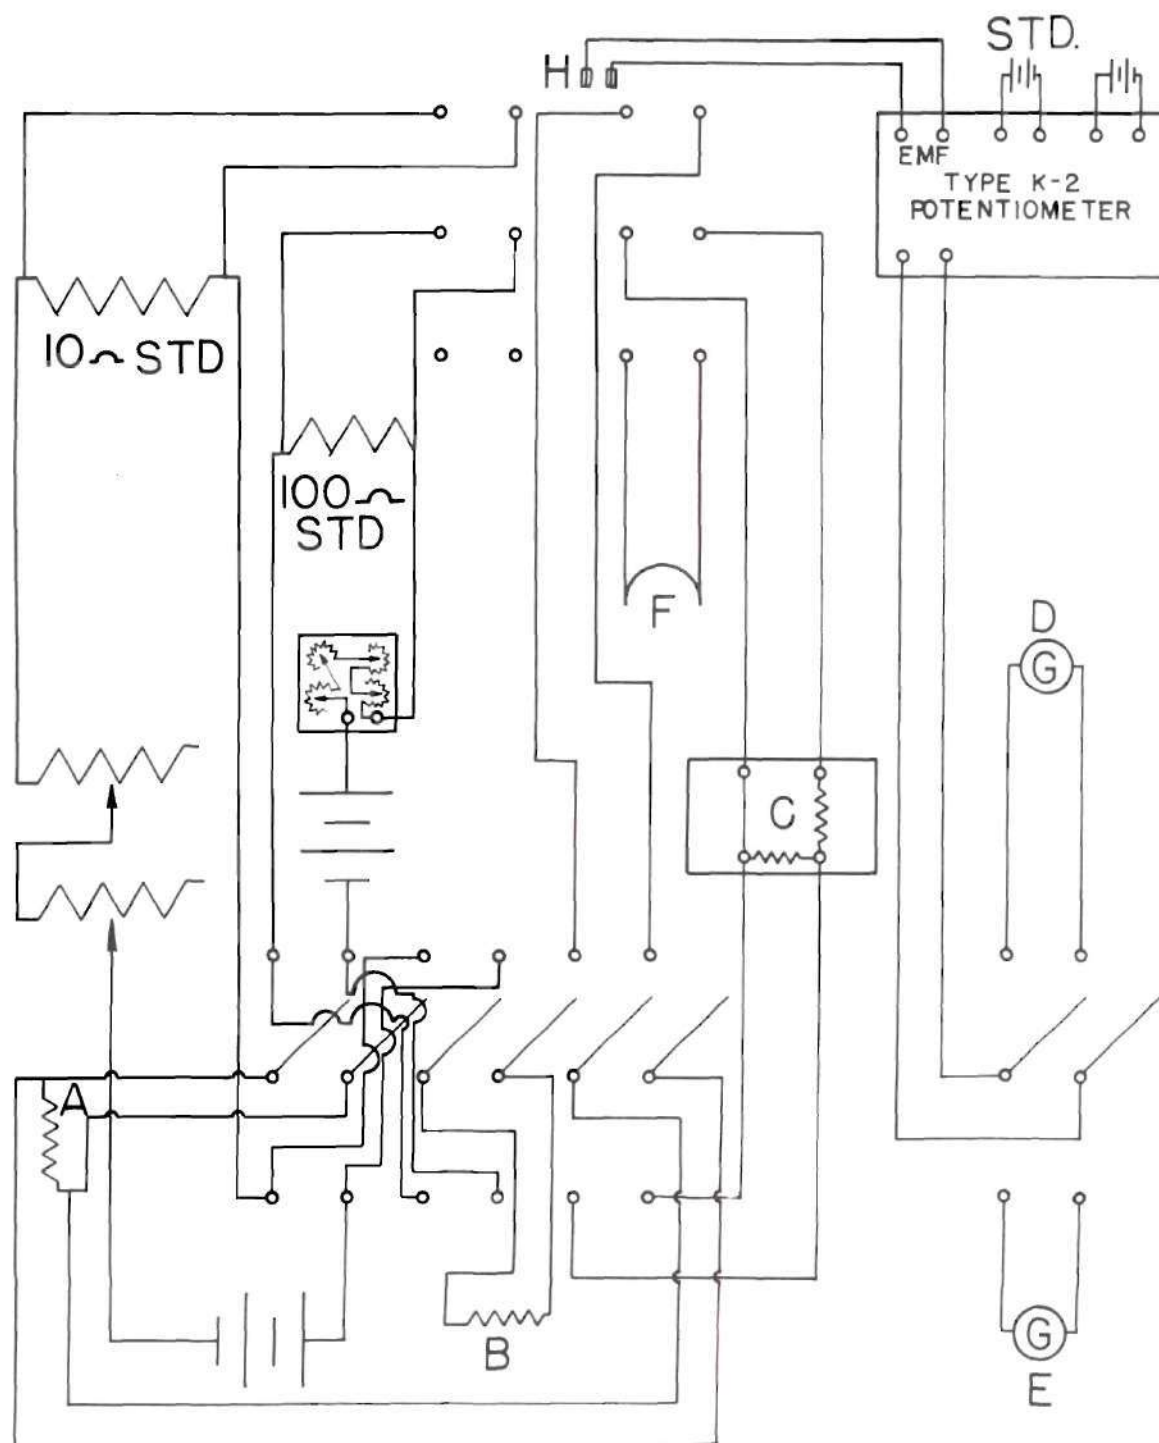 STD.
H
EMF
TYPE K-2
POTENTIOMETER
10 Ω STD
100 Ω
STD
F
D
G
C
A
B
G
E